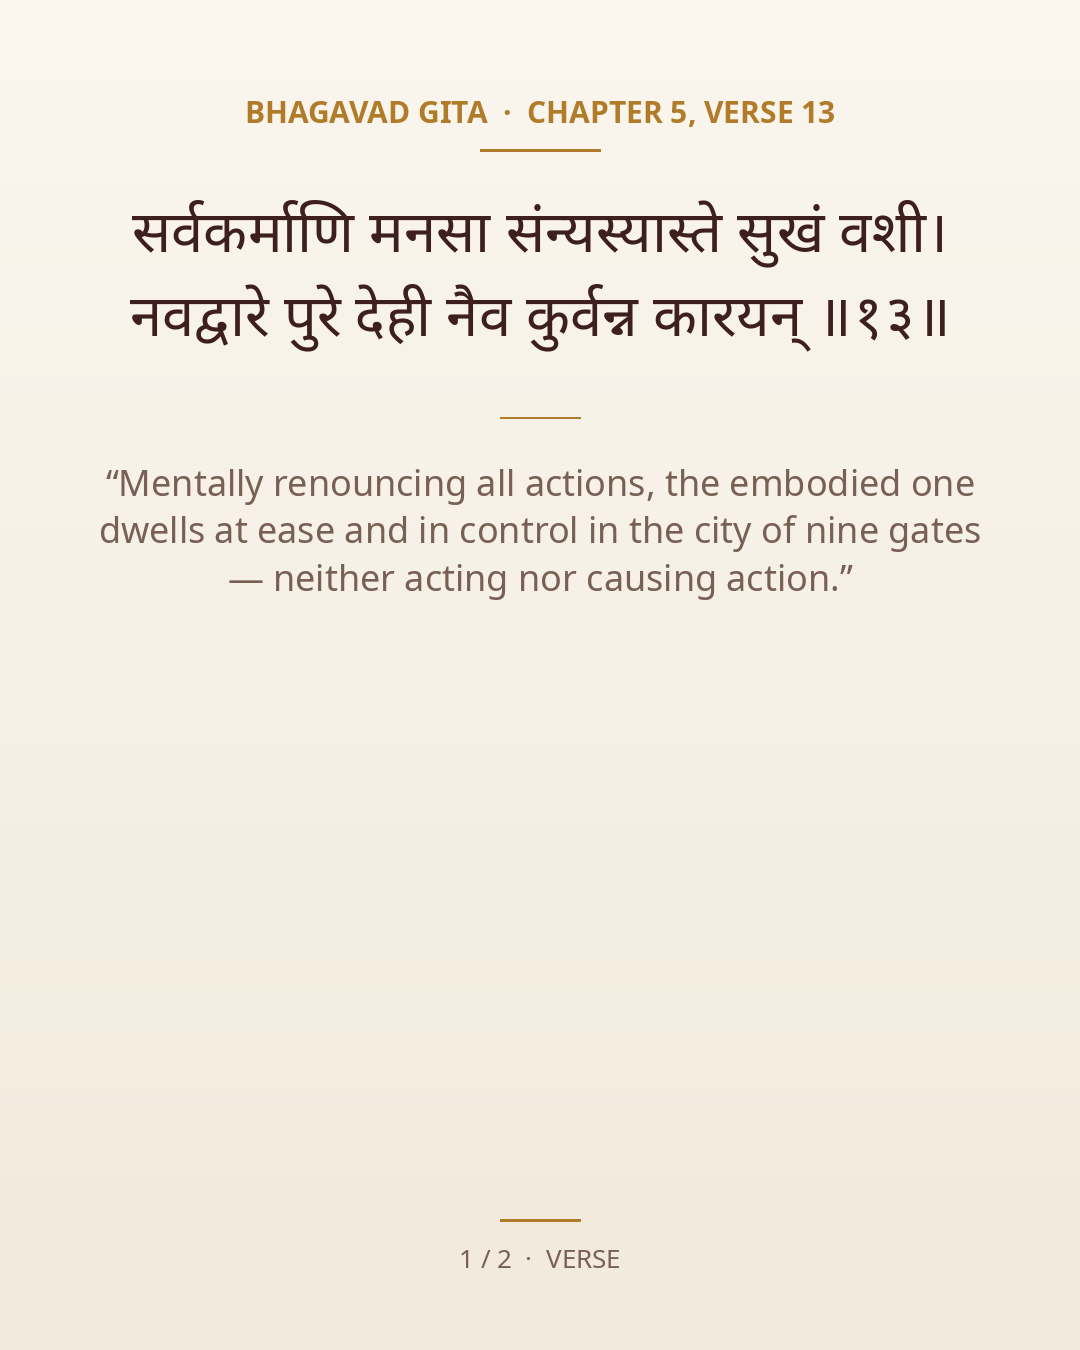 BHAGAVAD GITA · CHAPTER 5, VERSE 13
सर्वकर्माणि मनसा संन्यस्यास्ते सुखं वशी।
नवद्वारे पुरे देही नैव कुर्वन्न कारयन् ॥१३॥
“Mentally renouncing all actions, the embodied one
dwells at ease and in control in the city of nine gates
— neither acting nor causing action.”
1 / 2 · VERSE